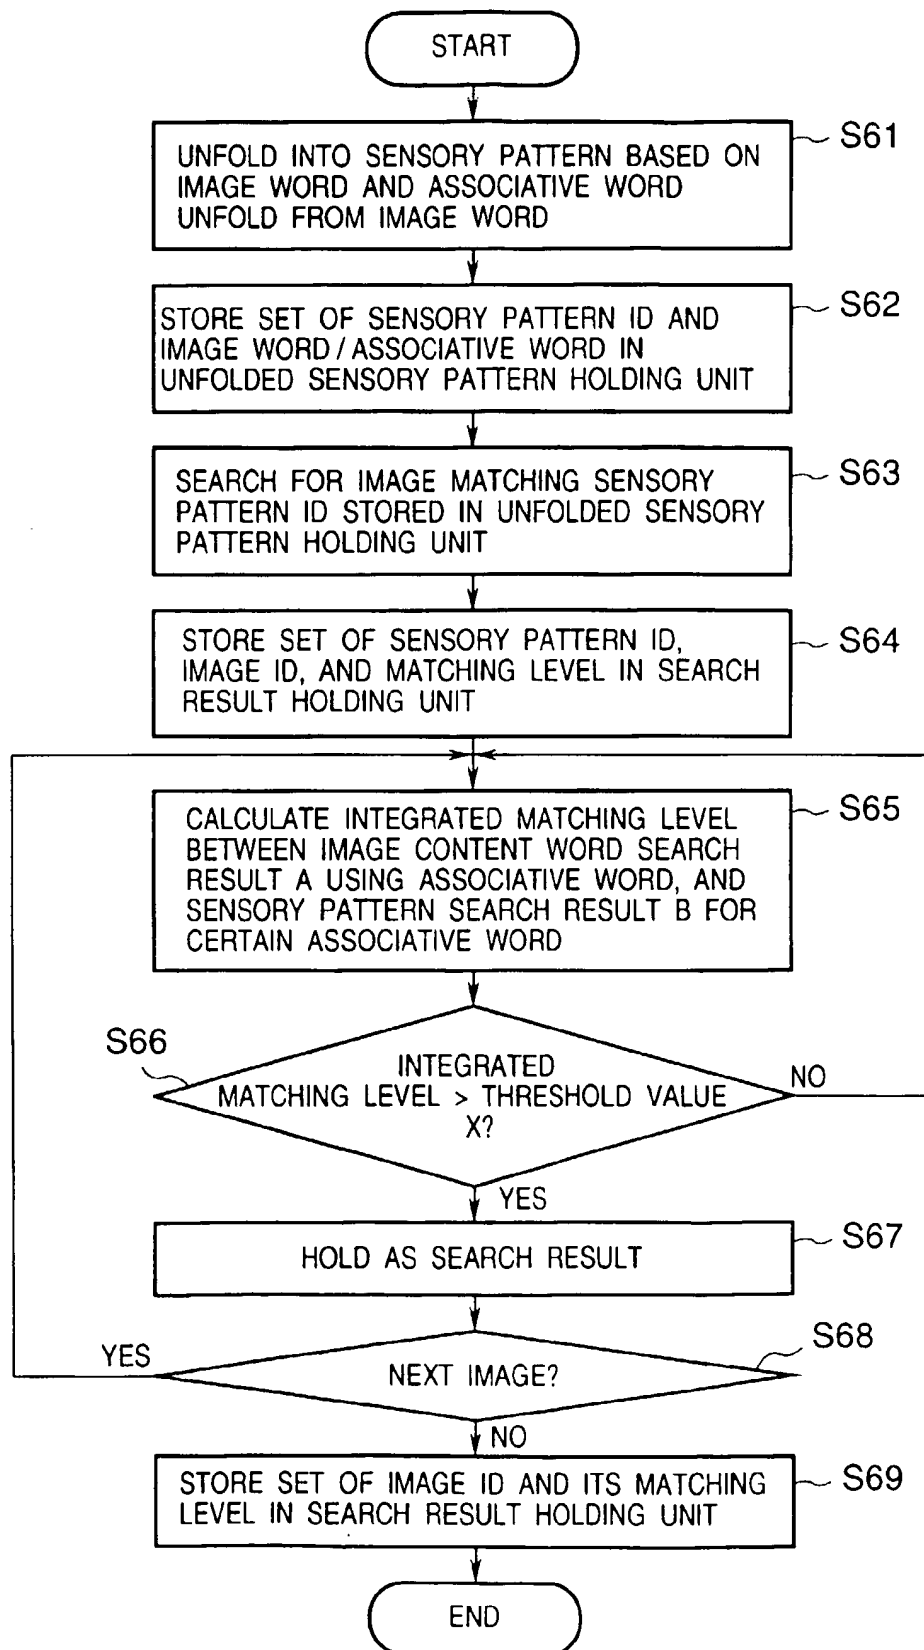 START
S61
UNFOLD INTO SENSORY PATTERN BASED ON
IMAGE WORD AND ASSOCIATIVE WORD
UNFOLD FROM IMAGE WORD
S62
STORE SET OF SENSORY PATTERN ID AND
IMAGE WORD/ASSOCIATIVE WORD IN
UNFOLDED SENSORY PATTERN HOLDING UNIT
S63
SEARCH FOR IMAGE MATCHING SENSORY
PATTERN ID STORED IN UNFOLDED SENSORY
PATTERN HOLDING UNIT
S64
STORE SET OF SENSORY PATTERN ID,
IMAGE ID, AND MATCHING LEVEL IN SEARCH
RESULT HOLDING UNIT
S65
CALCULATE INTEGRATED MATCHING LEVEL
BETWEEN IMAGE CONTENT WORD SEARCH
RESULT A USING ASSOCIATIVE WORD, AND
SENSORY PATTERN SEARCH RESULT B FOR
CERTAIN ASSOCIATIVE WORD
S66
INTEGRATED
MATCHING LEVEL > THRESHOLD VALUE
X?
NO
YES
S67
HOLD AS SEARCH RESULT
S68
YES
NEXT IMAGE?
NO
S69
STORE SET OF IMAGE ID AND ITS MATCHING
LEVEL IN SEARCH RESULT HOLDING UNIT
END